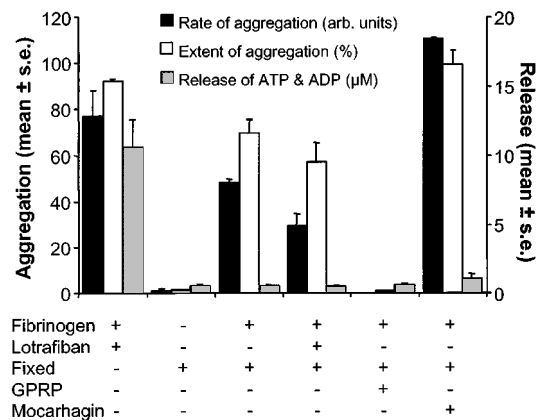 Rate of aggregation (arb. units)
Extent of aggregation (%)
Release of ATP & ADP (µM)
Aggregation (mean ± s.e.)
120
100
80
60
40
20
0
Release (mean ± s.e.)
20
15
10
5
0
Fibrinogen + - + + + +
Lotrafiban + - - + - -
Fixed - + + + + +
GPRP - - - - + -
Mocarhagin - - - - - +